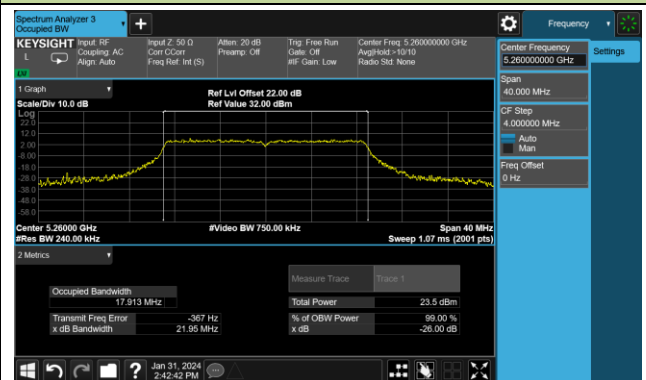 Spectrum Analyzer 3
Occupied BW
Frequency
KEYSIGHT
L
Input: RF
Coupling: AC
Align: Auto
Input Z: 50 Ω
Corr CCorr
Freq Ref: Int (S)
Atten: 20 dB
Preamp: Off
Trig: Free Run
Gate: Off
#IF Gain: Low
Center Freq: 5.260000000 GHz
Avg|Hold:>10/10
Radio Std: None
Center Frequency
5.260000000 GHz
Settings
Span
40.000 MHz
CF Step
4.000000 MHz
Auto
Man
Freq Offset
0 Hz
1 Graph
Scale/Div 10.0 dB
Ref Lvl Offset 22.00 dB
Ref Value 32.00 dBm
Log
22.0
12.0
2.00
-8.00
-18.0
-28.0
-38.0
-48.0
-58.0
Center 5.26000 GHz
#Res BW 240.00 kHz
#Video BW 750.00 kHz
Span 40 MHz
Sweep 1.07 ms (2001 pts)
2 Metrics
Measure Trace
Trace 1
Occupied Bandwidth
17.913 MHz
Total Power
23.5 dBm
Transmit Freq Error
-367 Hz
% of OBW Power
99.00 %
x dB Bandwidth
21.95 MHz
x dB
-26.00 dB
Jan 31, 2024
2:42:42 PM